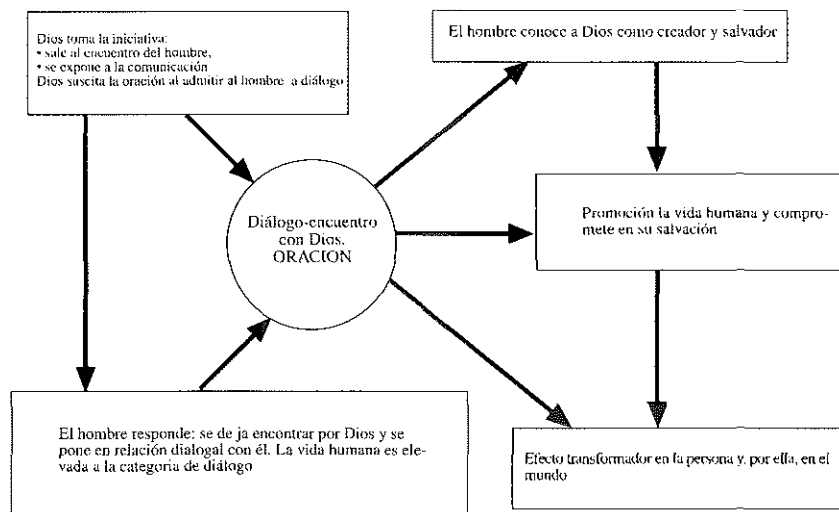 Dios toma la iniciativa:
• sale al encuentro del hombre,
• se expone a la comunicación
Dios suscita la oración al admitir al hombre a diálogo
El hombre conoce a Dios como creador y salvador
Diálogo-encuentro
con Dios.
ORACION
Promoción la vida humana y compro-
mete en su salvación
El hombre responde: se de ja encontrar por Dios y se
pone en relación dialogal con él. La vida humana es ele-
vada a la categoria de diálogo
Efecto transformador en la persona y, por ella, en el
mundo